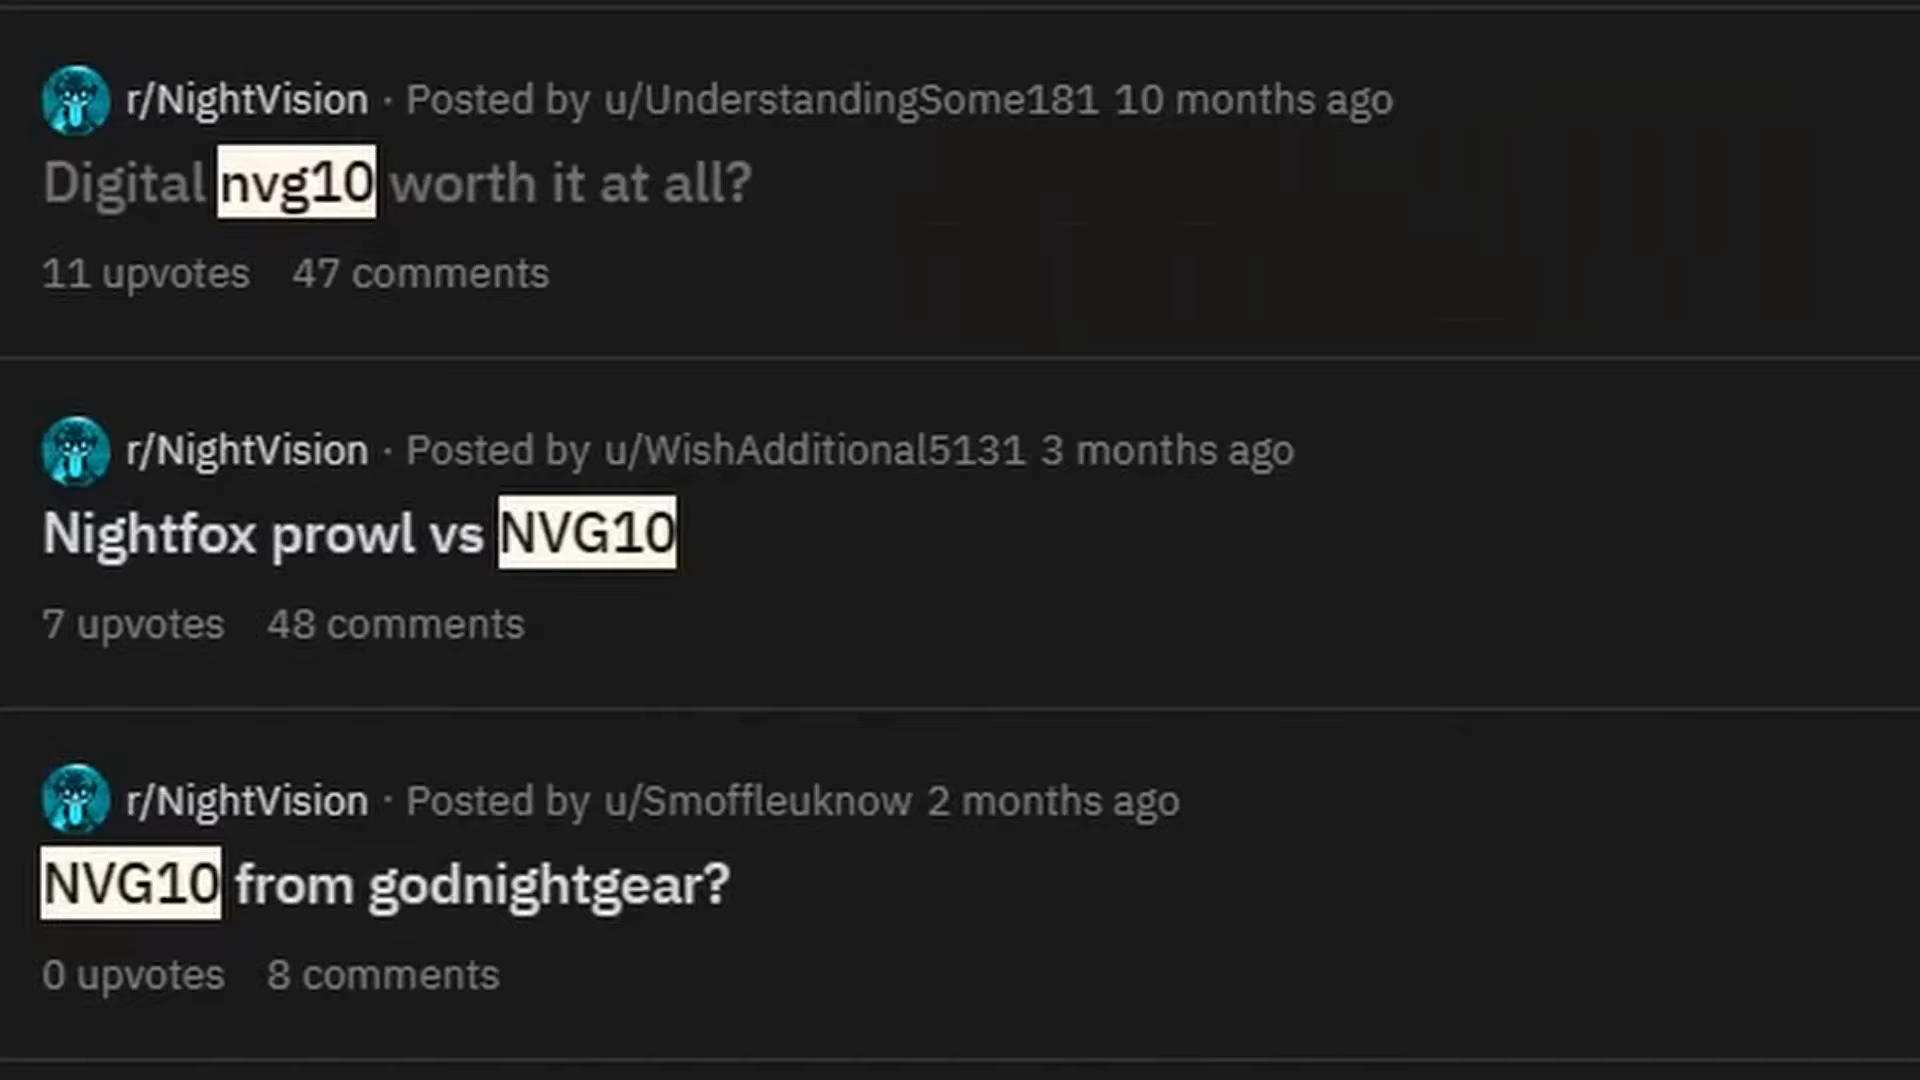 r/NightVision · Posted by u/UnderstandingSome181 10 months ago
Digital nvg10 worth it at all?
11 upvotes 47 comments
r/NightVision · Posted by u/WishAdditional5131 3 months ago
Nightfox prowl vs NVG10
7 upvotes 48 comments
r/NightVision · Posted by u/Smoffleuknow 2 months ago
NVG10 from godnightgear?
0 upvotes 8 comments